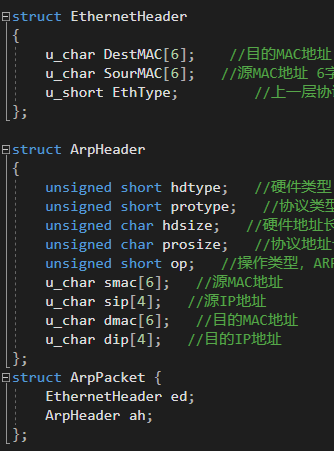 struct EthernetHeader
{
u_char DestMAC[6]; //目的MAC地址
u_char SourMAC[6]; //源MAC地址 6字
u_short EthType; //上一层协
};
struct ArpHeader
{
unsigned short hdtype; //硬件类型
unsigned short protype; //协议类型
unsigned char hdsize; //硬件地址长
unsigned char prosize; //协议地址
unsigned short op; //操作类型, AR
u_char smac[6]; //源MAC地址
u_char sip[4]; //源IP地址
u_char dmac[6]; //目的MAC地址
u_char dip[4]; //目的IP地址
};
struct ArpPacket {
EthernetHeader ed;
ArpHeader ah;
};